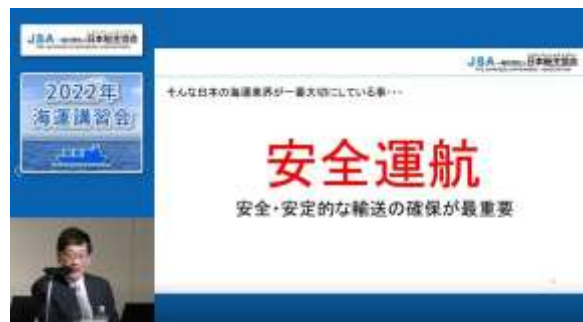 JSA 一般社団法人 日本船主協会
2022年
海運講習会
JSA 一般社団法人 日本船主協会
そんな日本の海運業界が一番大切にしている事・・・
安全運航
安全・安定的な輸送の確保が最重要